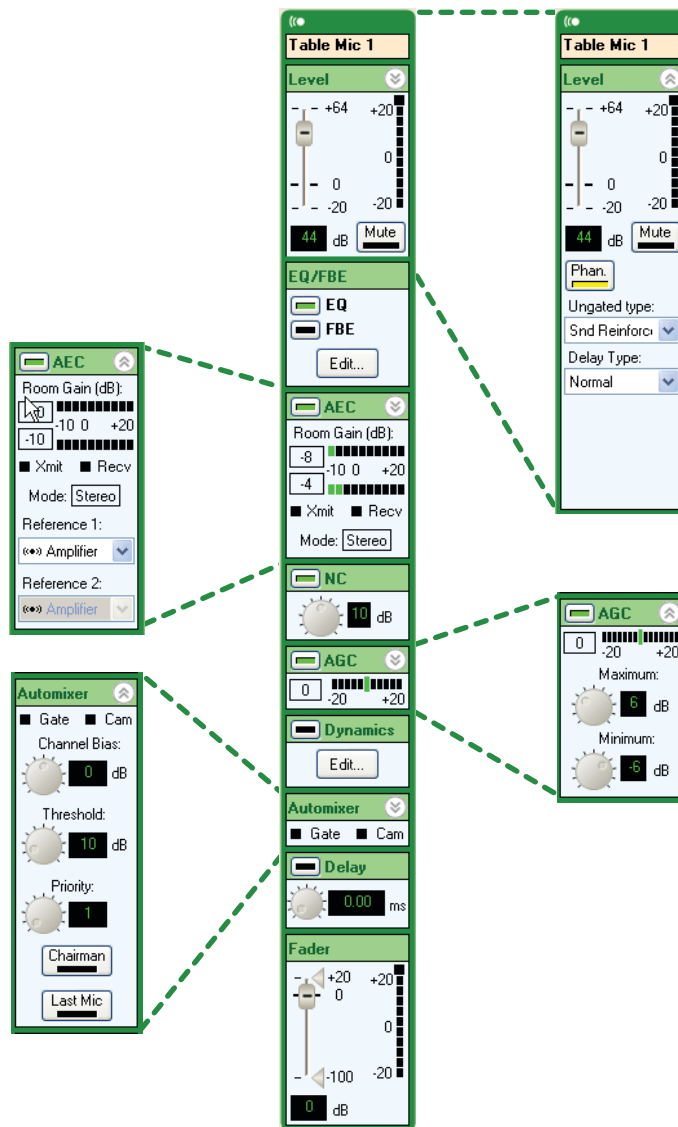 Table Mic 1
Level
+64 +20
0
0
-20 -20
44 dB Mute
EQ/FBE
EQ
FBE
Edit...
AEC
Room Gain (dB):
-8
-10 0 +20
-4
Xmit Recv
Mode: Stereo
NC
10 dB
AGC
0
-20 +20
Dynamics
Edit...
Automixer
Gate Cam
Delay
0.00 ms
Fader
+20 +20
0
0
-100 -20
0 dB
Table Mic 1
Level
+64 +20
0
0
-20 -20
44 dB Mute
Phan.
Ungated type:
Snd Reinforc
Delay Type:
Normal
AEC
Room Gain (dB):
-10 0 +20
-10
Xmit Recv
Mode: Stereo
Reference 1:
Amplifier
Reference 2:
Amplifier
AGC
0
-20 +20
Maximum:
6 dB
Minimum:
-6 dB
Automixer
Gate Cam
Channel Bias:
0 dB
Threshold:
10 dB
Priority:
1
Chairman
Last Mic